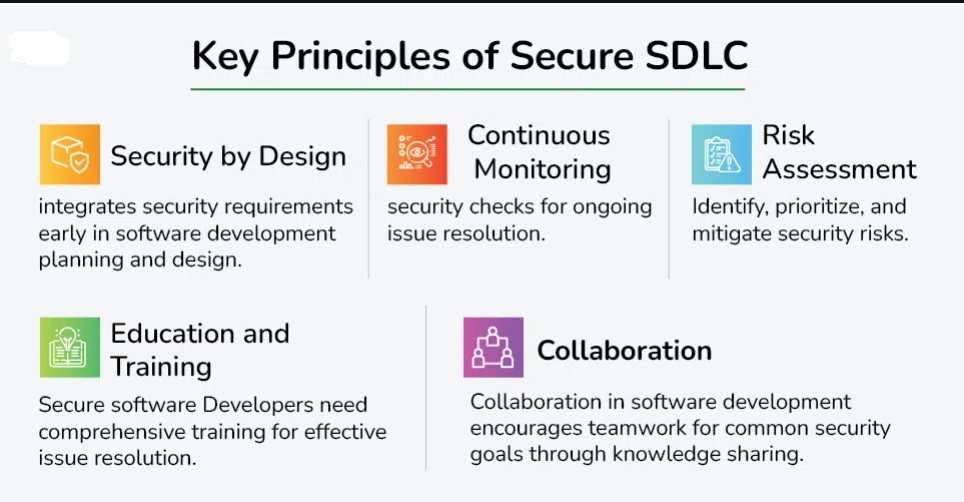 Key Principles of Secure SDLC
Security by Design
integrates security requirements
early in software development
planning and design.
Continuous
Monitoring
security checks for ongoing
issue resolution.
Risk
Assessment
Identify, prioritize, and
mitigate security risks.
Education and
Training
Secure software Developers need
comprehensive training for effective
issue resolution.
Collaboration
Collaboration in software development
encourages teamwork for common security
goals through knowledge sharing.